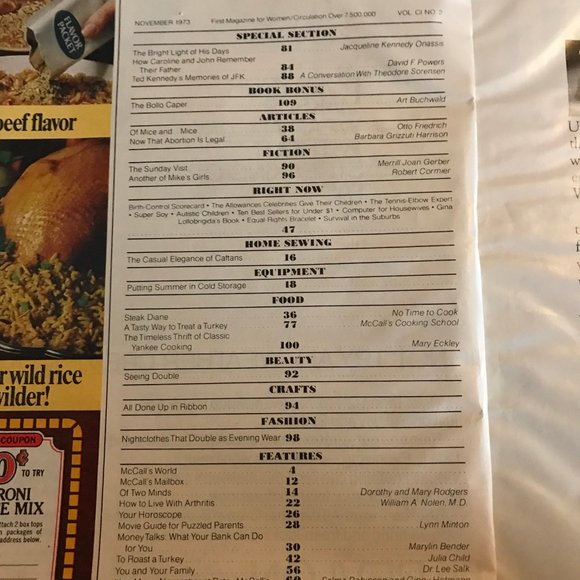 FLAVOR
PACKET
beef flavor
wild rice
wilder!
COUPON
TO TRY
RONI
E MIX
ttach 2 box tops
packages of
address below.
NOVEMBER 1973 First Magazine for Women/Circulation Over 7,500,000 VOL. CI NO. 2
SPECIAL SECTION
The Bright Light of His Days 81 Jacqueline Kennedy Onassis
How Caroline and John Remember
Their Father 84 David F. Powers
Ted Kennedy's Memories of JFK 88 A Conversation With Theodore Sorensen
BOOK BONUS
The Bollo Caper 109 Art Buchwald
ARTICLES
Of Mice and Mice 38 Otto Friedrich
Now That Abortion Is Legal 64 Barbara Grizzuti Harrison
FICTION
The Sunday Visit 90 Merrill Joan Gerber
Another of Mike's Girls 96 Robert Cormier
RIGHT NOW
Birth-Control Scorecard • The Allowances Celebrities Give Their Children • The Tennis-Elbow Expert
• Super Soy • Autistic Children • Ten Best Sellers for Under $1 • Computer for Housewives • Gina
Lollobrigida's Book • Equal Rights Bracelet • Survival in the Suburbs
47
HOME SEWING
The Casual Elegance of Caftans 16
EQUIPMENT
Putting Summer in Cold Storage 18
FOOD
Steak Diane 36 No Time to Cook
A Tasty Way to Treat a Turkey 77 McCall's Cooking School
The Timeless Thrift of Classic
Yankee Cooking 100 Mary Eckley
BEAUTY
Seeing Double 92
CRAFTS
All Done Up in Ribbon 94
FASHION
Nightclothes That Double as Evening Wear 98
FEATURES
McCall's World 4
McCall's Mailbox 12
Of Two Minds 14 Dorothy and Mary Rodgers
How to Live With Arthritis 22 William A. Nolen, M.D.
Your Horoscope 26
Movie Guide for Puzzled Parents 28 Lynn Minton
Money Talks: What Your Bank Can Do
for You 30 Marylin Bender
To Roast a Turkey 42 Julia Child
You and Your Family 56 Dr. Lee Salk